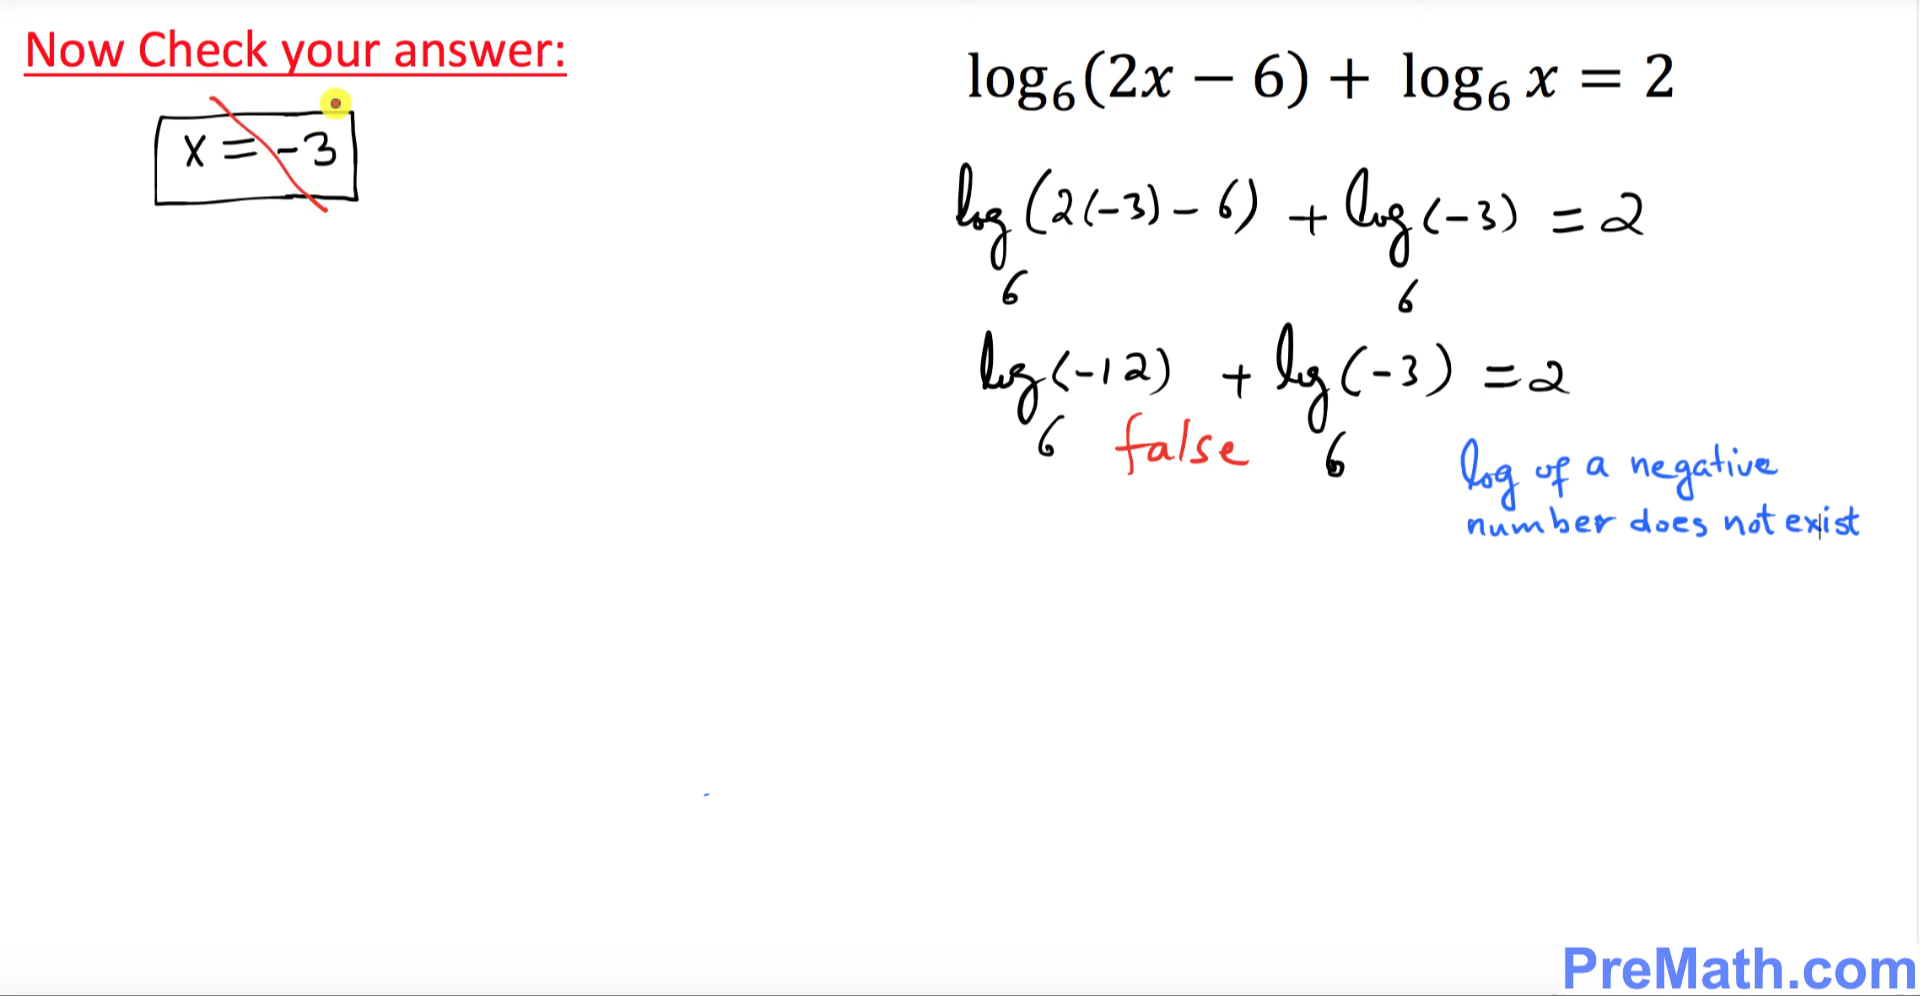 Now Check your answer:
x = -3
log₆(2x − 6) + log₆ x = 2
log₆(2(-3) - 6) + log₆(-3) = 2
log₆(-12) + log₆(-3) = 2
false
log of a negative
number does not exist
PreMath.com